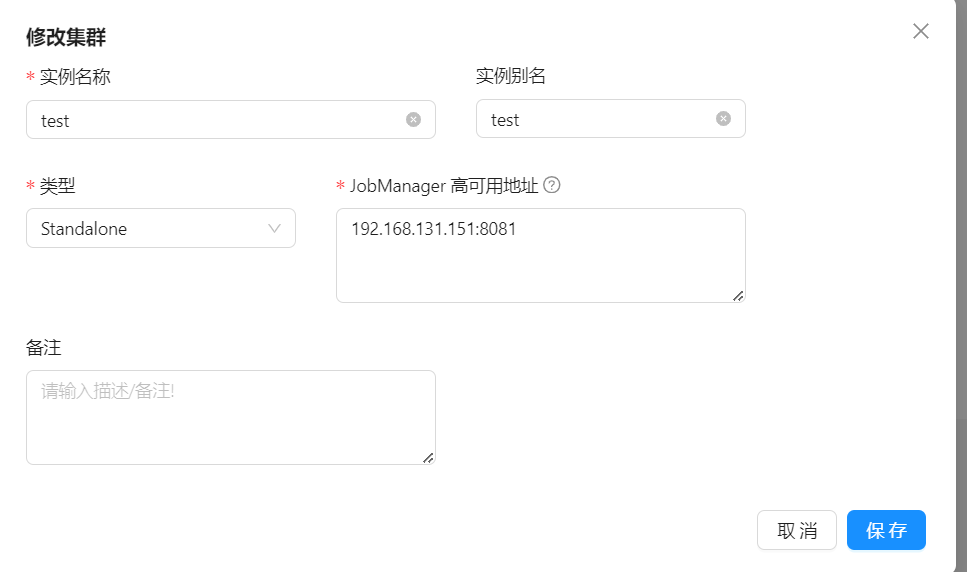 修改集群
* 实例名称
实例别名
test
test
* 类型
* JobManager 高可用地址
Standalone
192.168.131.151:8081
备注
请输入描述/备注!
取 消
保 存